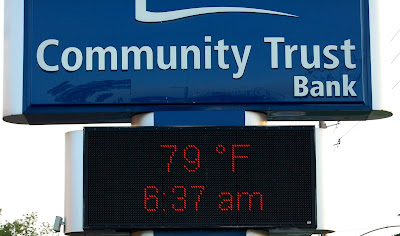 Community Trust
Bank
79 °F
6:37 am